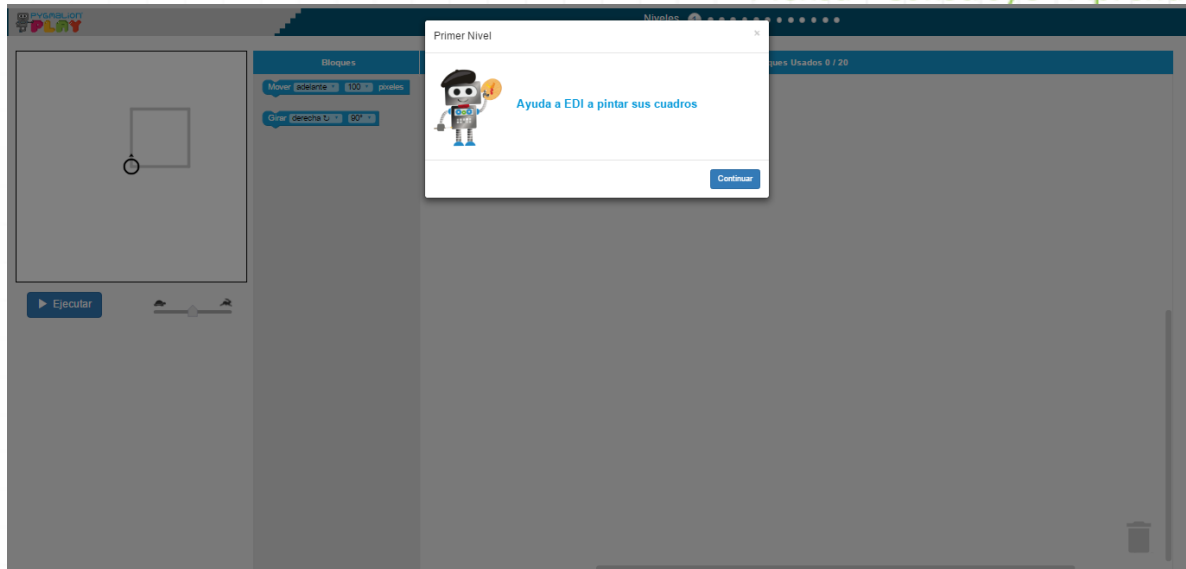 PYGMALION
PLAY
Niveles
Primer Nivel
×
Bloques
ques Usados 0 / 20
Mover adelante 100 pixeles
Girar derecha ↻ 90°
Ayuda a EDI a pintar sus cuadros
Continuar
Ejecutar